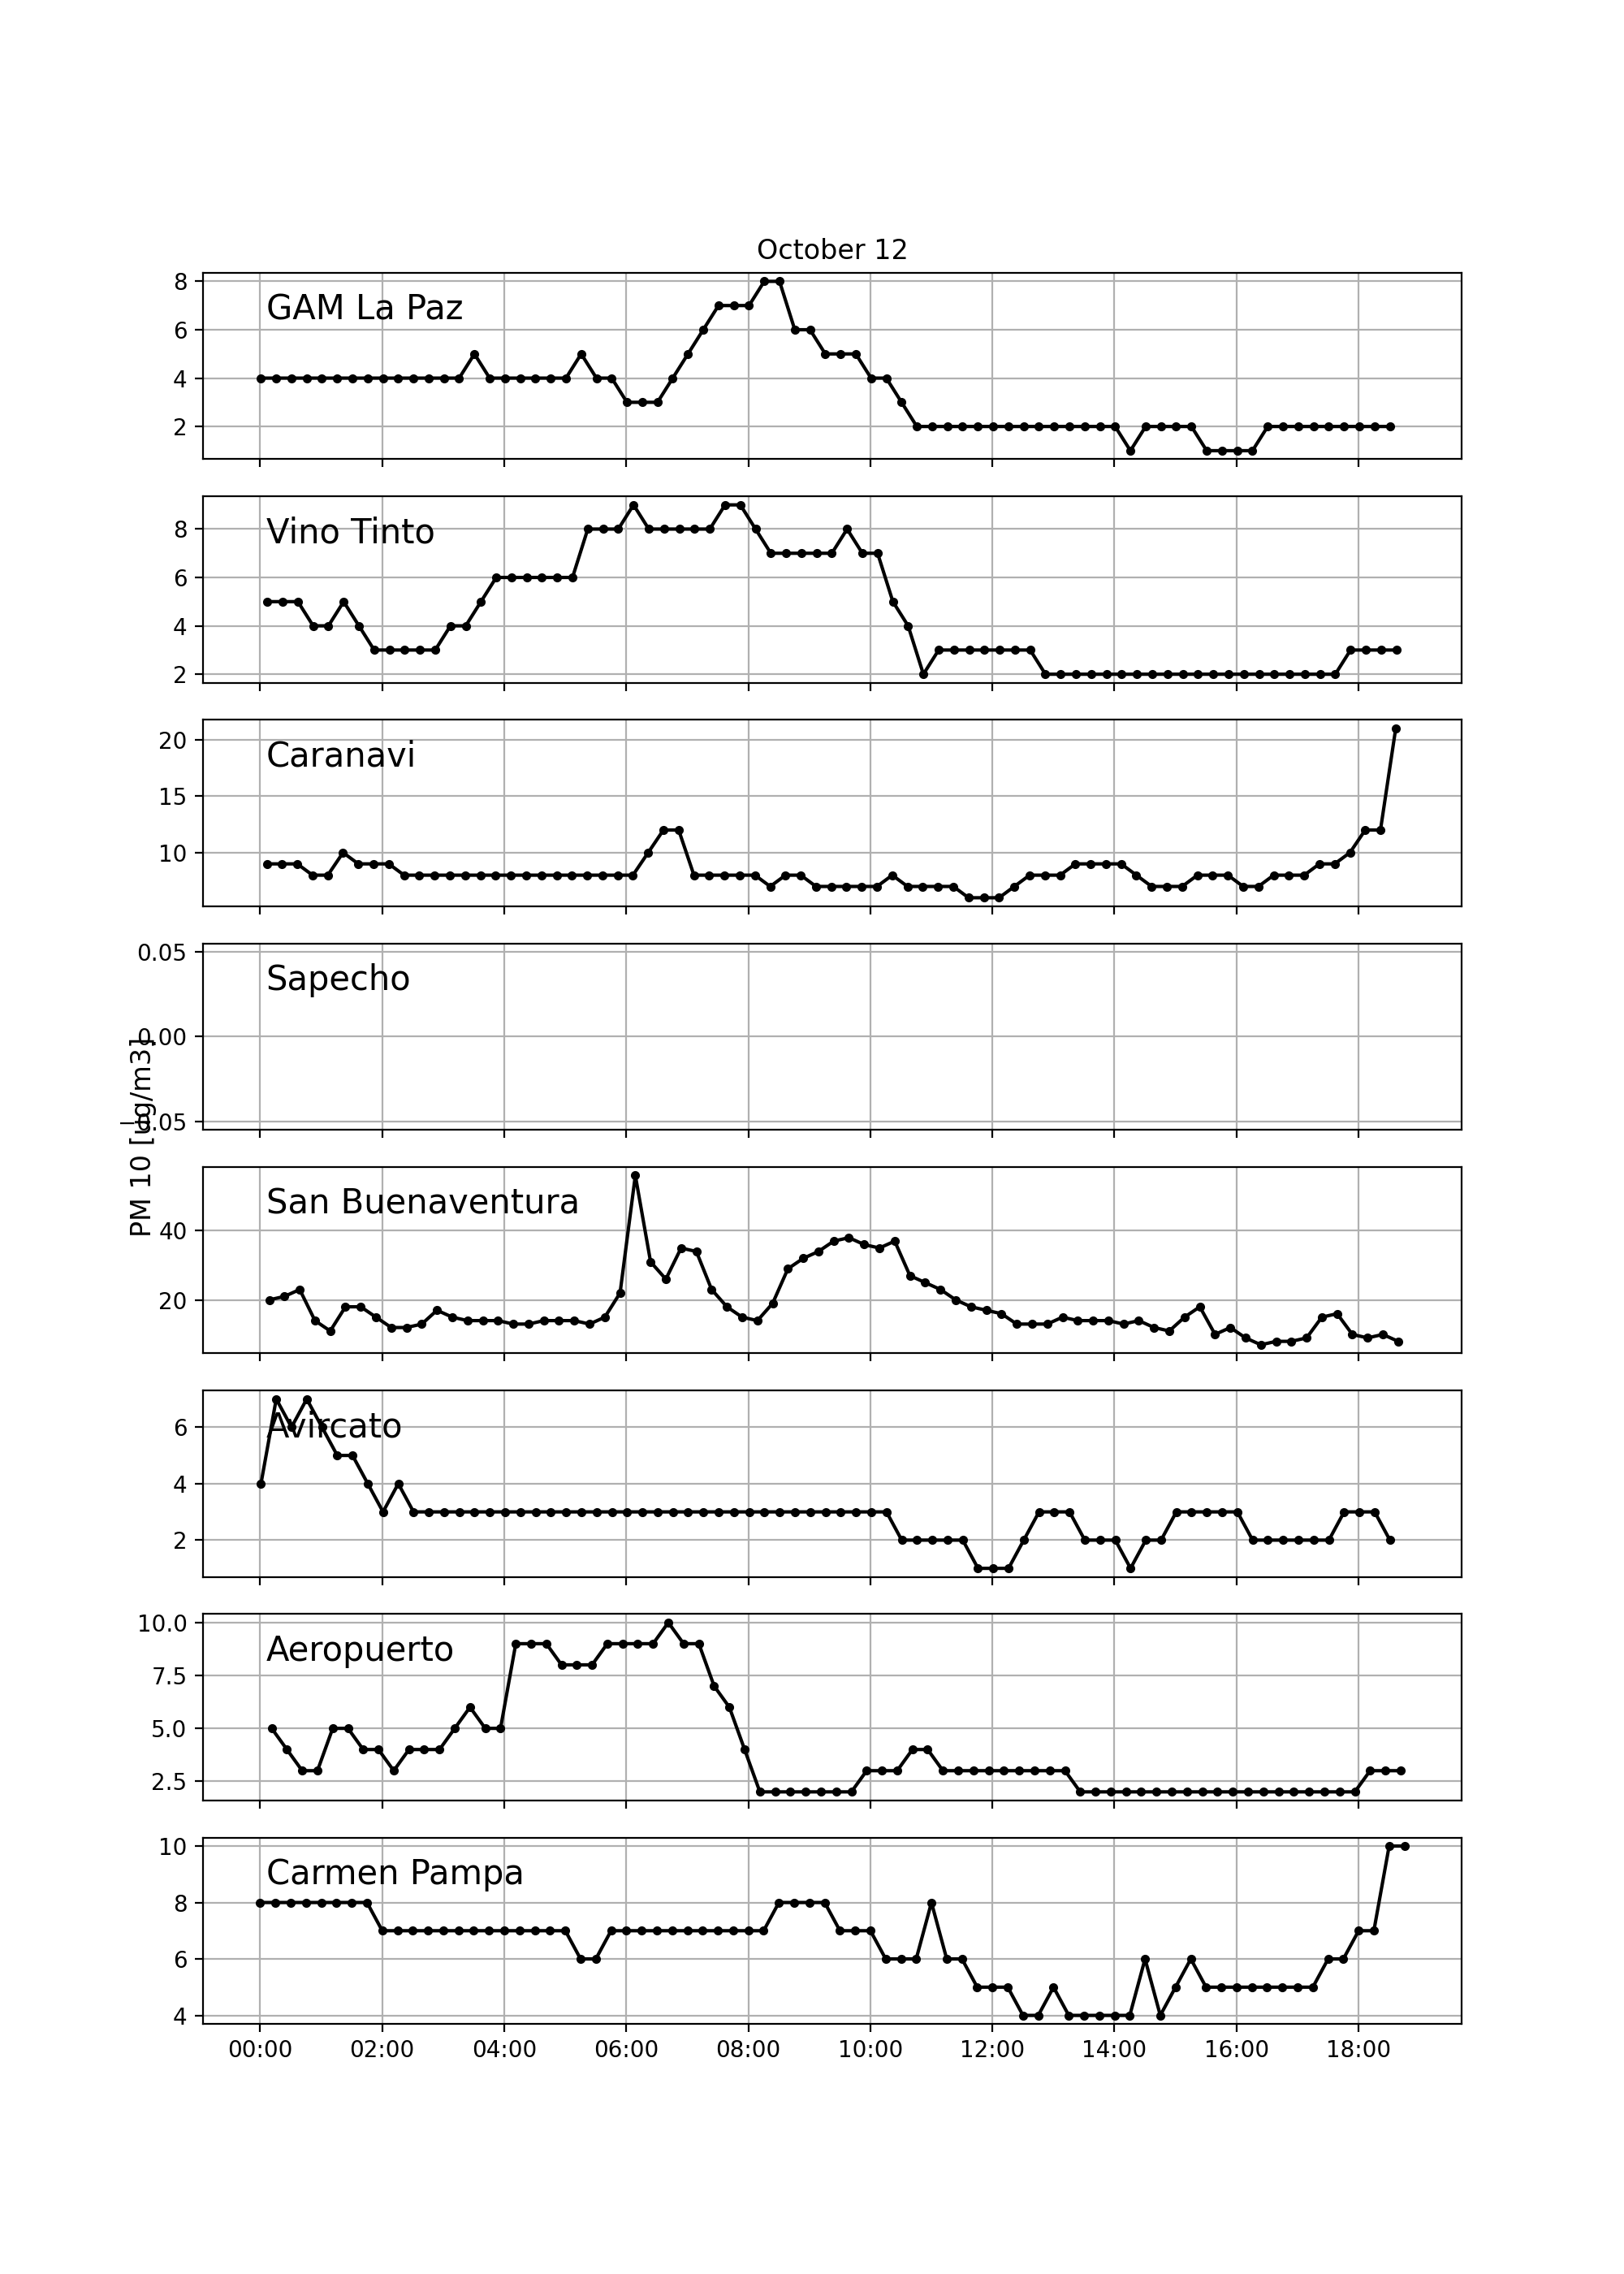 October 12
8
GAM La Paz
6
4
2
Vino Tinto
8
6
4
2
20
Caranavi
15
10
0.05
Sapecho
0.00
PM 10 [ug/m3]
−0.05
San Buenaventura
40
20
Avircato
6
4
2
10.0
Aeropuerto
7.5
5.0
2.5
10
Carmen Pampa
8
6
4
00:00 02:00 04:00 06:00 08:00 10:00 12:00 14:00 16:00 18:00